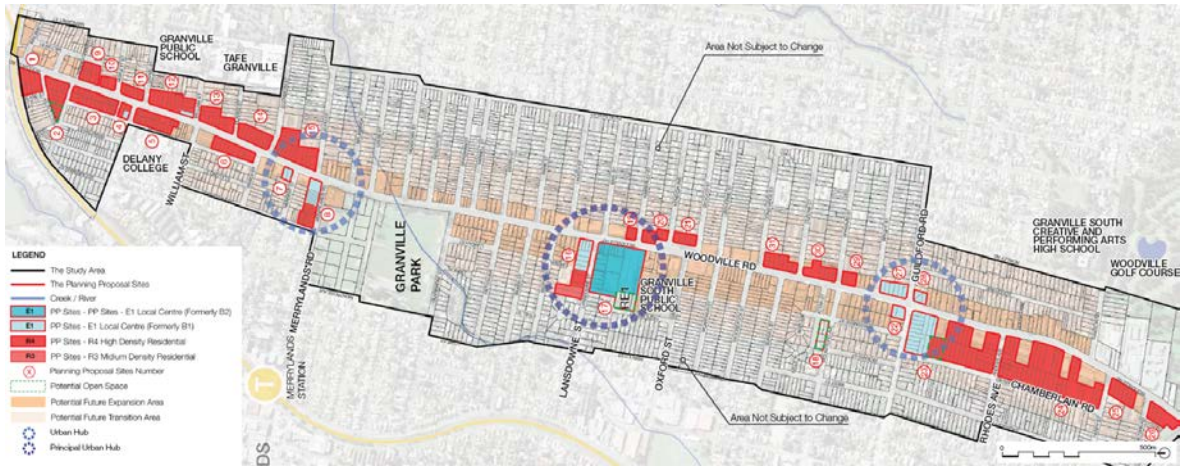 GRANVILLE
PUBLIC
SCHOOL
TAFE
GRANVILLE
Area Not Subject to Change
DELANY
COLLEGE
WILLIAM ST
MERRYLANDS RD
MERRYLANDS
STATION
T
GRANVILLE
PARK
LANSDOWNE ST
RE1
GRANVILLE
SOUTH
PUBLIC
SCHOOL
OXFORD ST
WOODVILLE RD
GUILDFORD RD
GRANVILLE SOUTH
CREATIVE AND
PERFORMING ARTS
HIGH SCHOOL
WOODVILLE
GOLF COURSE
RHODES AVE
CHAMBERLAIN RD
Area Not Subject to Change
DS
0 500m
LEGEND
The Study Area
The Planning Proposal Sites
Creek / River
E1 PP Sites - PP Sites - E1 Local Centre (Formerly B2)
E1 PP Sites - E1 Local Centre (Formerly B1)
R4 PP Sites - R4 High Density Residential
R3 PP Sites - R3 Midium Density Residential
X Planning Proposal Sites Number
Potential Open Space
Potential Future Expansion Area
Potential Future Transition Area
Urban Hub
Principal Urban Hub